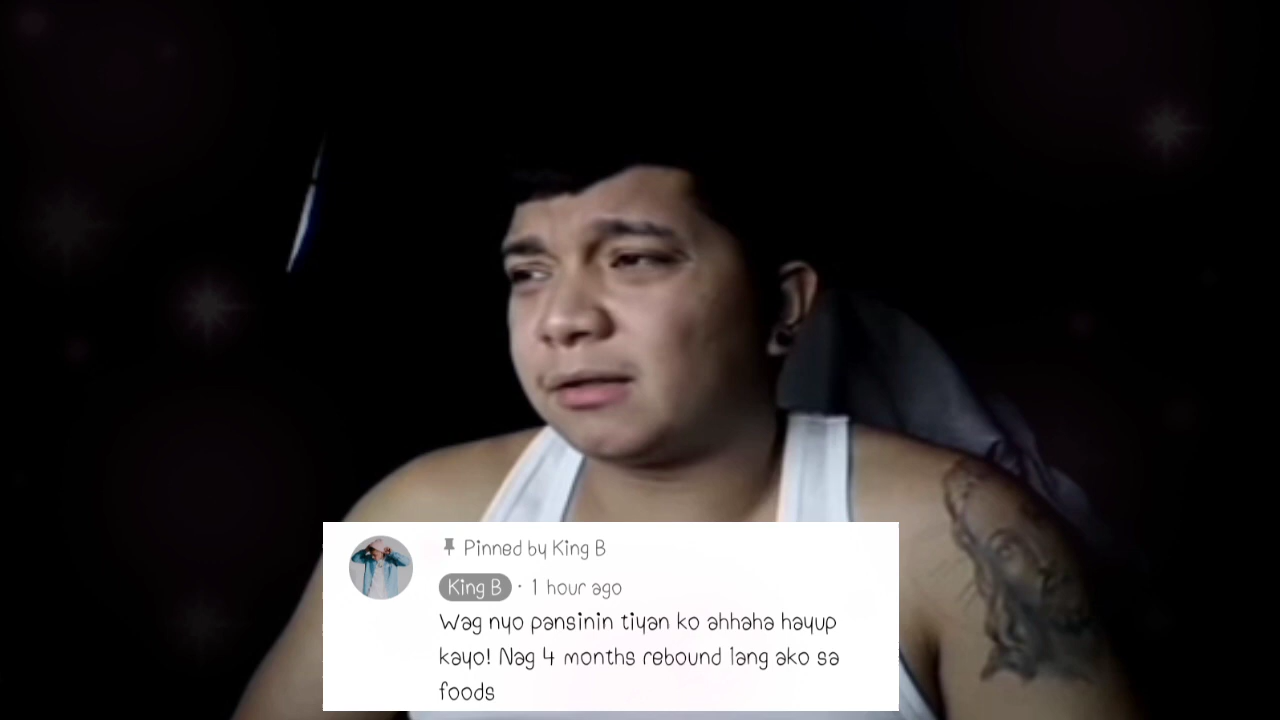 Pinned by King B
King B · 1 hour ago
Wag nyo pansinin tiyan ko ahhaha hayup
kayo! Nag 4 months rebound lang ako sa
foods